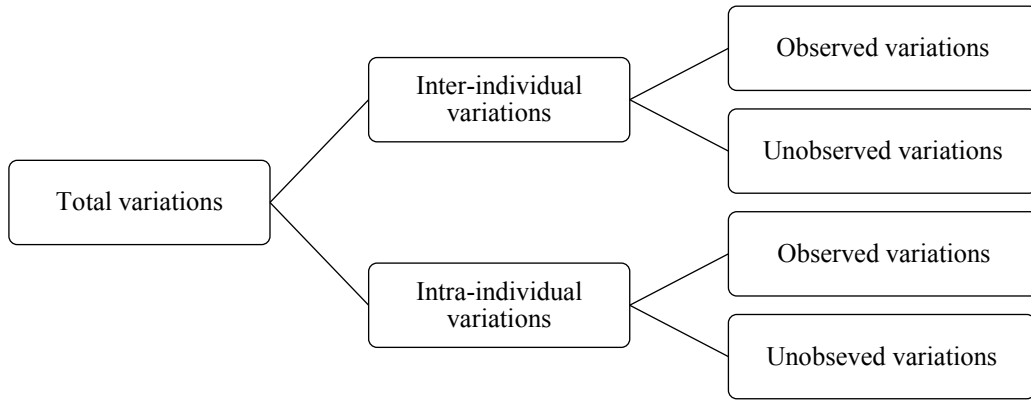 Total variations
Inter-individual
variations
Observed variations
Unobserved variations
Intra-individual
variations
Observed variations
Unobseved variations